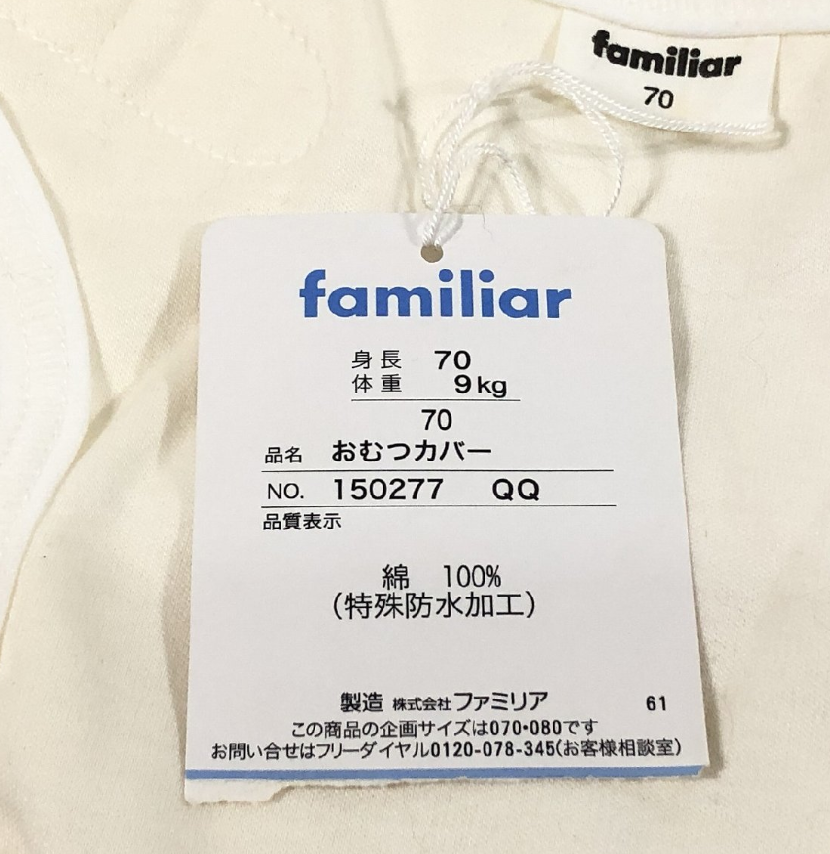 familiar
70
familiar
身長 70
体重 9kg
70
品名 おむつカバー
NO. 150277 QQ
品質表示
綿 100%
(特殊防水加工)
製造 株式会社ファミリア 61
この商品の企画サイズは070・080です
お問い合せはフリーダイヤル0120-078-345(お客様相談室)